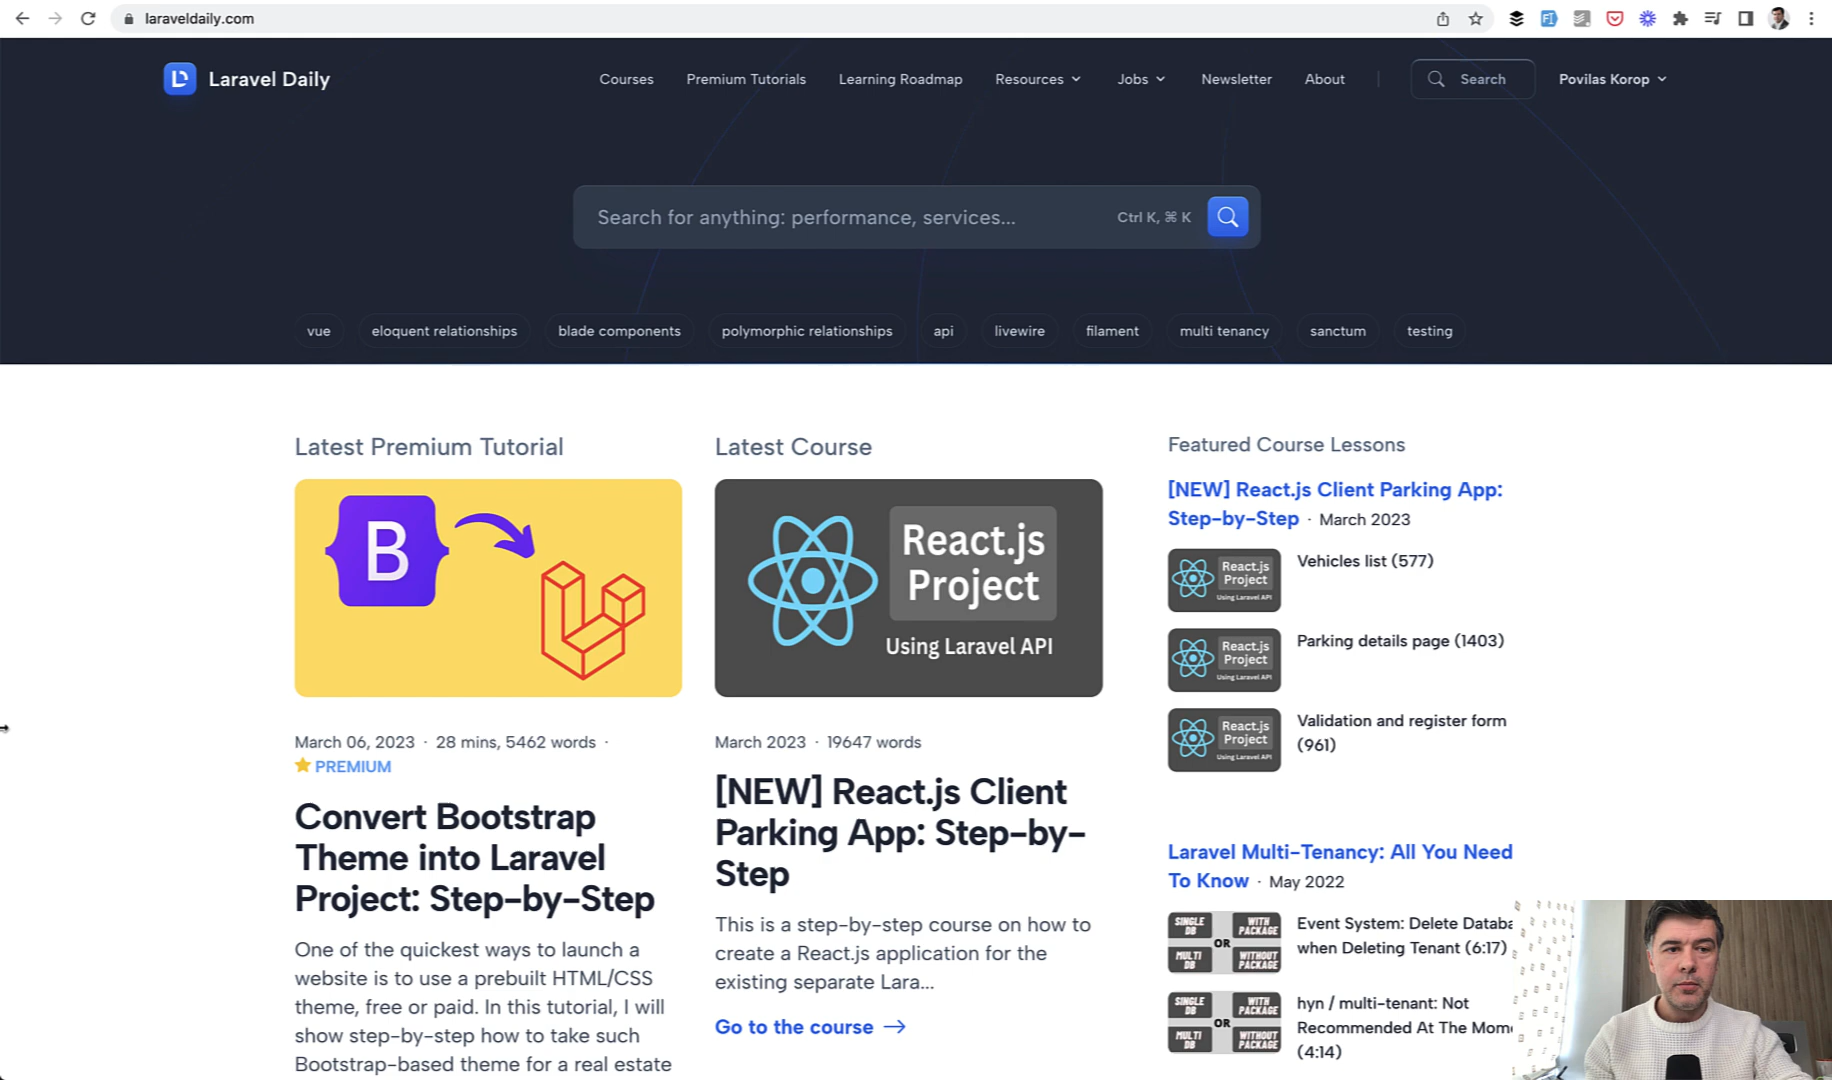 laraveldaily.com
Laravel Daily
Courses
Premium Tutorials
Learning Roadmap
Resources
Jobs
Newsletter
About
Search
Povilas Korop
Search for anything: performance, services...
Ctrl K, ⌘ K
vue
eloquent relationships
blade components
polymorphic relationships
api
livewire
filament
multi tenancy
sanctum
testing
Latest Premium Tutorial
B
March 06, 2023 · 28 mins, 5462 words ·
PREMIUM
Convert Bootstrap
Theme into Laravel
Project: Step-by-Step
One of the quickest ways to launch a
website is to use a prebuilt HTML/CSS
theme, free or paid. In this tutorial, I will
show step-by-step how to take such
Bootstrap-based theme for a real estate
Latest Course
React.js
Project
Using Laravel API
March 2023 · 19647 words
[NEW] React.js Client
Parking App: Step-by-
Step
This is a step-by-step course on how to
create a React.js application for the
existing separate Lara...
Go to the course →
Featured Course Lessons
[NEW] React.js Client Parking App:
Step-by-Step · March 2023
React.js
Project
Using Laravel API
Vehicles list (577)
React.js
Project
Using Laravel API
Parking details page (1403)
React.js
Project
Using Laravel API
Validation and register form
(961)
Laravel Multi-Tenancy: All You Need
To Know · May 2022
SINGLE DB
WITH PACKAGE
OR
MULTI DB
WITHOUT PACKAGE
Event System: Delete Databa
when Deleting Tenant (6:17)
SINGLE DB
WITH PACKAGE
OR
MULTI DB
WITHOUT PACKAGE
hyn / multi-tenant: Not
Recommended At The Mome
(4:14)